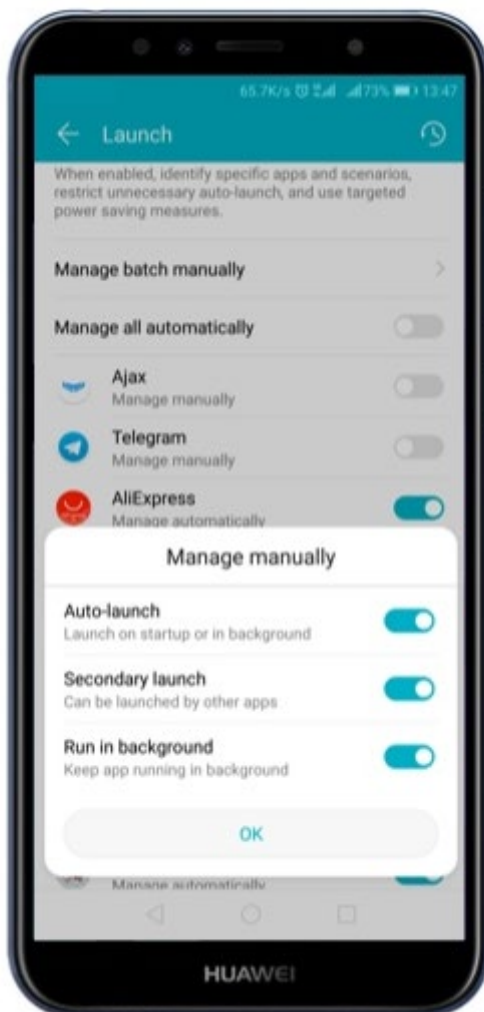 65.7K/s 73% 13:47
Launch
When enabled, identify specific apps and scenarios,
restrict unnecessary auto-launch, and use targeted
power saving measures.
Manage batch manually
Manage all automatically
Ajax
Manage manually
Telegram
Manage manually
AliExpress
Manage automatically
Manage manually
Auto-launch
Launch on startup or in background
Secondary launch
Can be launched by other apps
Run in background
Keep app running in background
OK
Manage automatically
HUAWEI